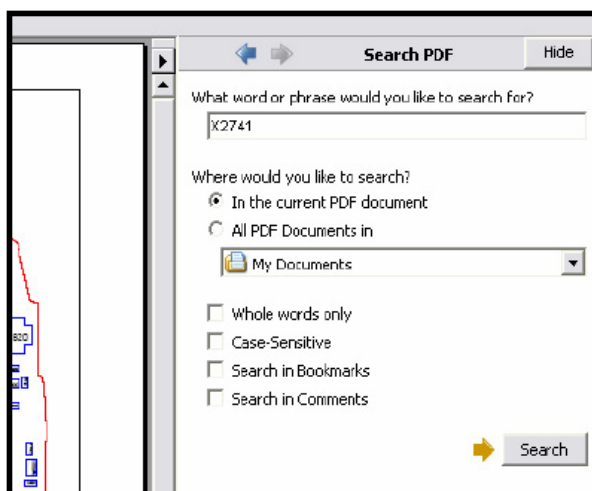 Search PDF
Hide
What word or phrase would you like to search for?
X2741
Where would you like to search?
In the current PDF document
All PDF Documents in
My Documents
Whole words only
Case-Sensitive
Search in Bookmarks
Search in Comments
Search